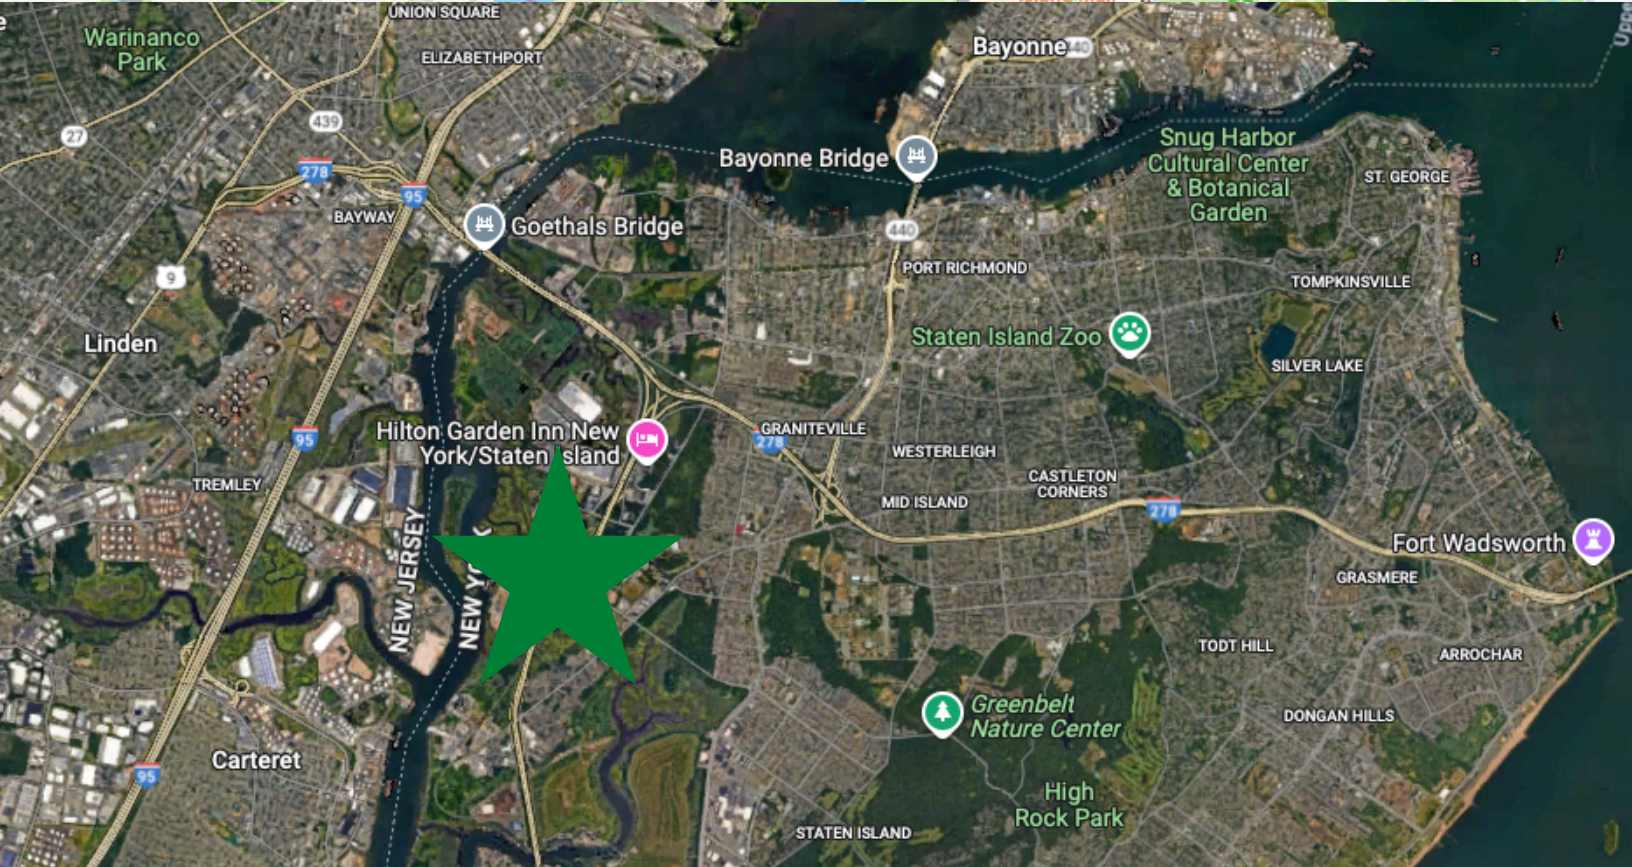 UNION SQUARE
Warinanco
Park
ELIZABETHPORT
Bayonne
440
Uppe
27
439
278
95
BAYWAY
Bayonne Bridge
Snug Harbor
Cultural Center
& Botanical
Garden
ST. GEORGE
Goethals Bridge
440
PORT RICHMOND
9
TOMPKINSVILLE
Linden
Staten Island Zoo
SILVER LAKE
95
Hilton Garden Inn New
York/Staten Island
278
GRANITEVILLE
WESTERLEIGH
TREMLEY
CASTLETON
CORNERS
MID ISLAND
278
Fort Wadsworth
GRASMERE
NEW JERSEY
NEW YO K
TODT HILL
ARROCHAR
Greenbelt
Nature Center
DONGAN HILLS
Carteret
95
High
Rock Park
STATEN ISLAND